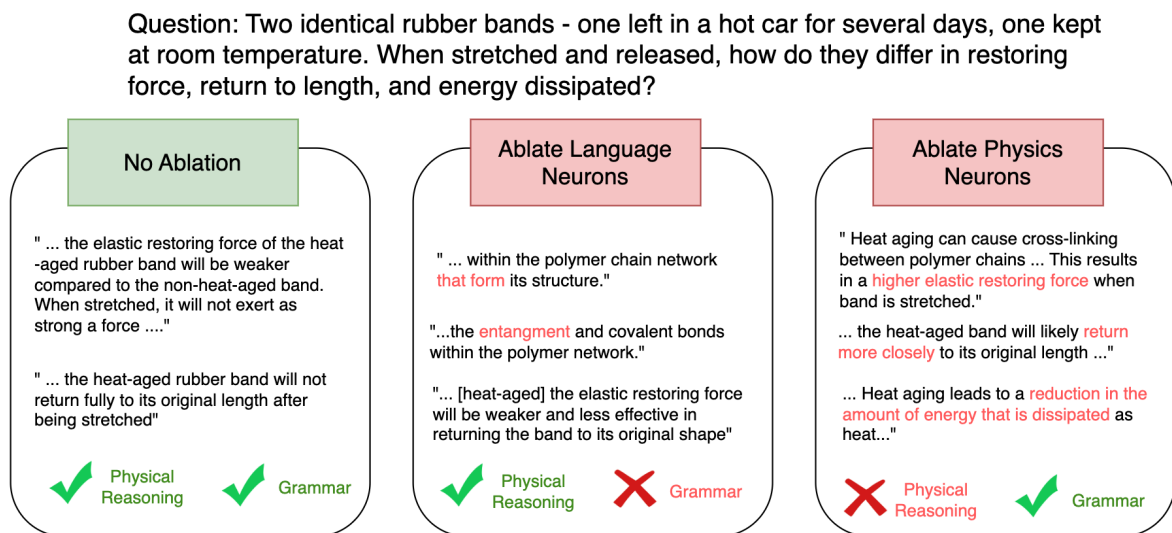 Question: Two identical rubber bands - one left in a hot car for several days, one kept
at room temperature. When stretched and released, how do they differ in restoring
force, return to length, and energy dissipated?
No Ablation
" ... the elastic restoring force of the heat
-aged rubber band will be weaker
compared to the non-heat-aged band.
When stretched, it will not exert as
strong a force ...."
" ... the heat-aged rubber band will not
return fully to its original length after
being stretched"
Physical
Reasoning
Grammar
Ablate Language
Neurons
" ... within the polymer chain network
that form its structure."
"...the entangment and covalent bonds
within the polymer network."
"... [heat-aged] the elastic restoring force
will be weaker and less effective in
returning the band to its original shape"
Physical
Reasoning
Grammar
Ablate Physics
Neurons
" Heat aging can cause cross-linking
between polymer chains ... This results
in a higher elastic restoring force when
band is stretched."
... the heat-aged band will likely return
more closely to its original length ..."
... Heat aging leads to a reduction in the
amount of energy that is dissipated as
heat..."
Physical
Reasoning
Grammar